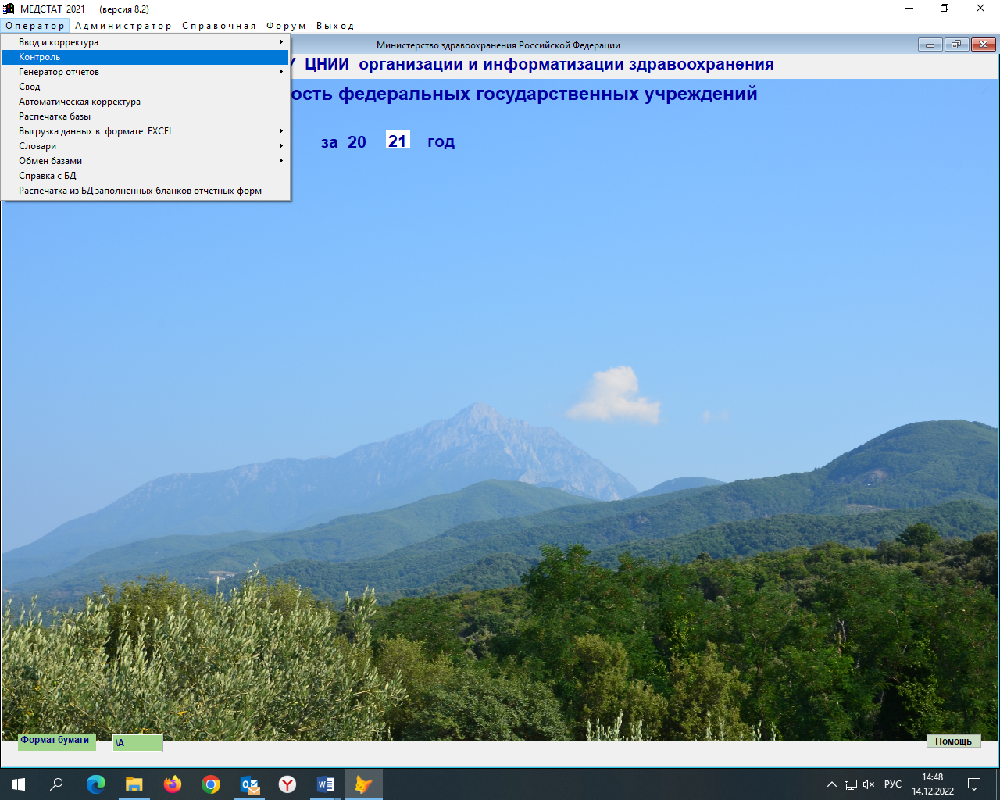 МЕДСТАТ 2021 (версия 8.2)
Оператор Администратор Справочная Форум Выход
Министерство здравоохранения Российской Федерации
Ввод и корректура
Контроль
Генератор отчетов
Свод
Автоматическая корректура
Распечатка базы
Выгрузка данных в формате EXCEL
Словари
Обмен базами
Справка с БД
Распечатка из БД заполненных бланков отчетных форм
ЦНИИ организации и информатизации здравоохранения
ость федеральных государственных учреждений
за 20 21 год
Формат бумаги \А
Помощь
РУС
14:48
14.12.2022